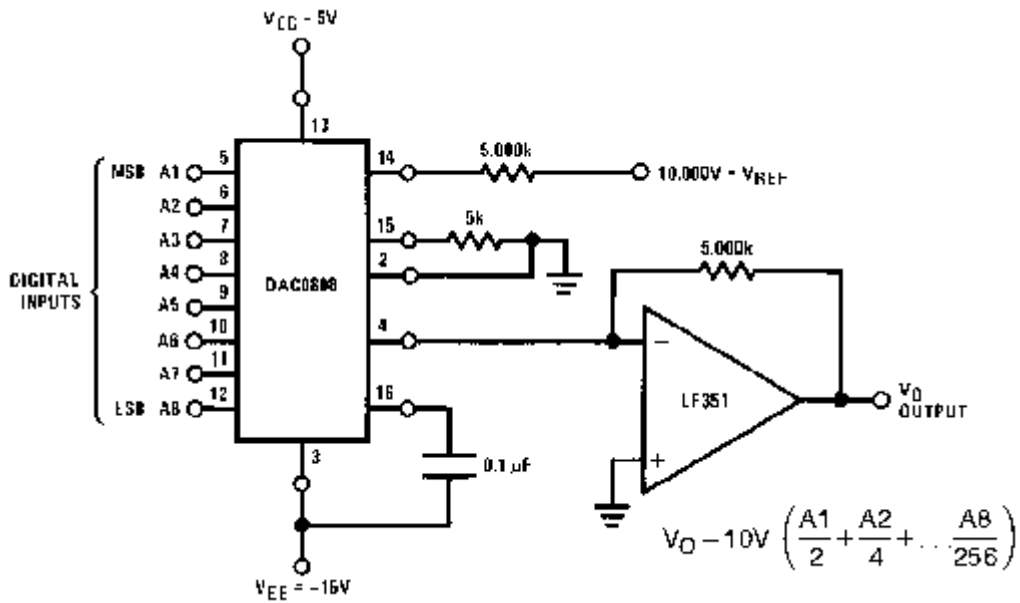 VCC - 5V
13
MSB A1 5
A2 6
A3 7
A4 8
A5 9
A6 10
A7 11
LSB A8 12
DIGITAL
INPUTS
DAC0808
14
5.000k
10.000V - VREF
15
5k
2
4
16
0.1 µF
3
VEE = -15V
5.000k
−
+
LF351
VO
OUTPUT
VO - 10V (A1/2 + A2/4 + ... A8/256)